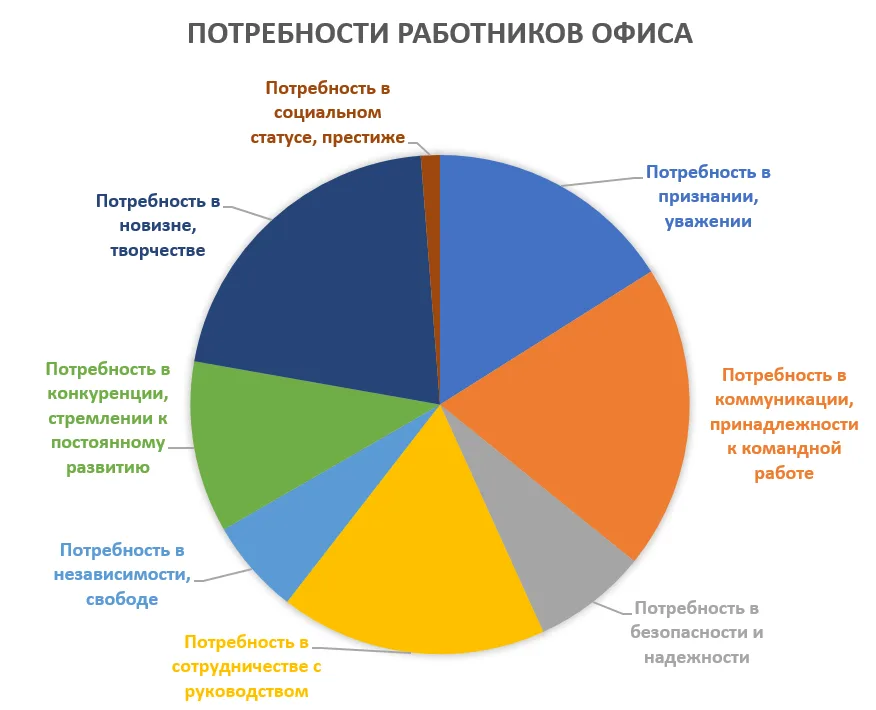 ПОТРЕБНОСТИ РАБОТНИКОВ ОФИСА
Потребность в
социальном
статусе, престиже
Потребность в
признании,
уважении
Потребность в
новизне,
творчестве
Потребность в
конкуренции,
стремлении к
постоянному
развитию
Потребность в
коммуникации,
принадлежности
к командной
работе
Потребность в
независимости,
свободе
Потребность в
безопасности и
надежности
Потребность в
сотрудничестве с
руководством